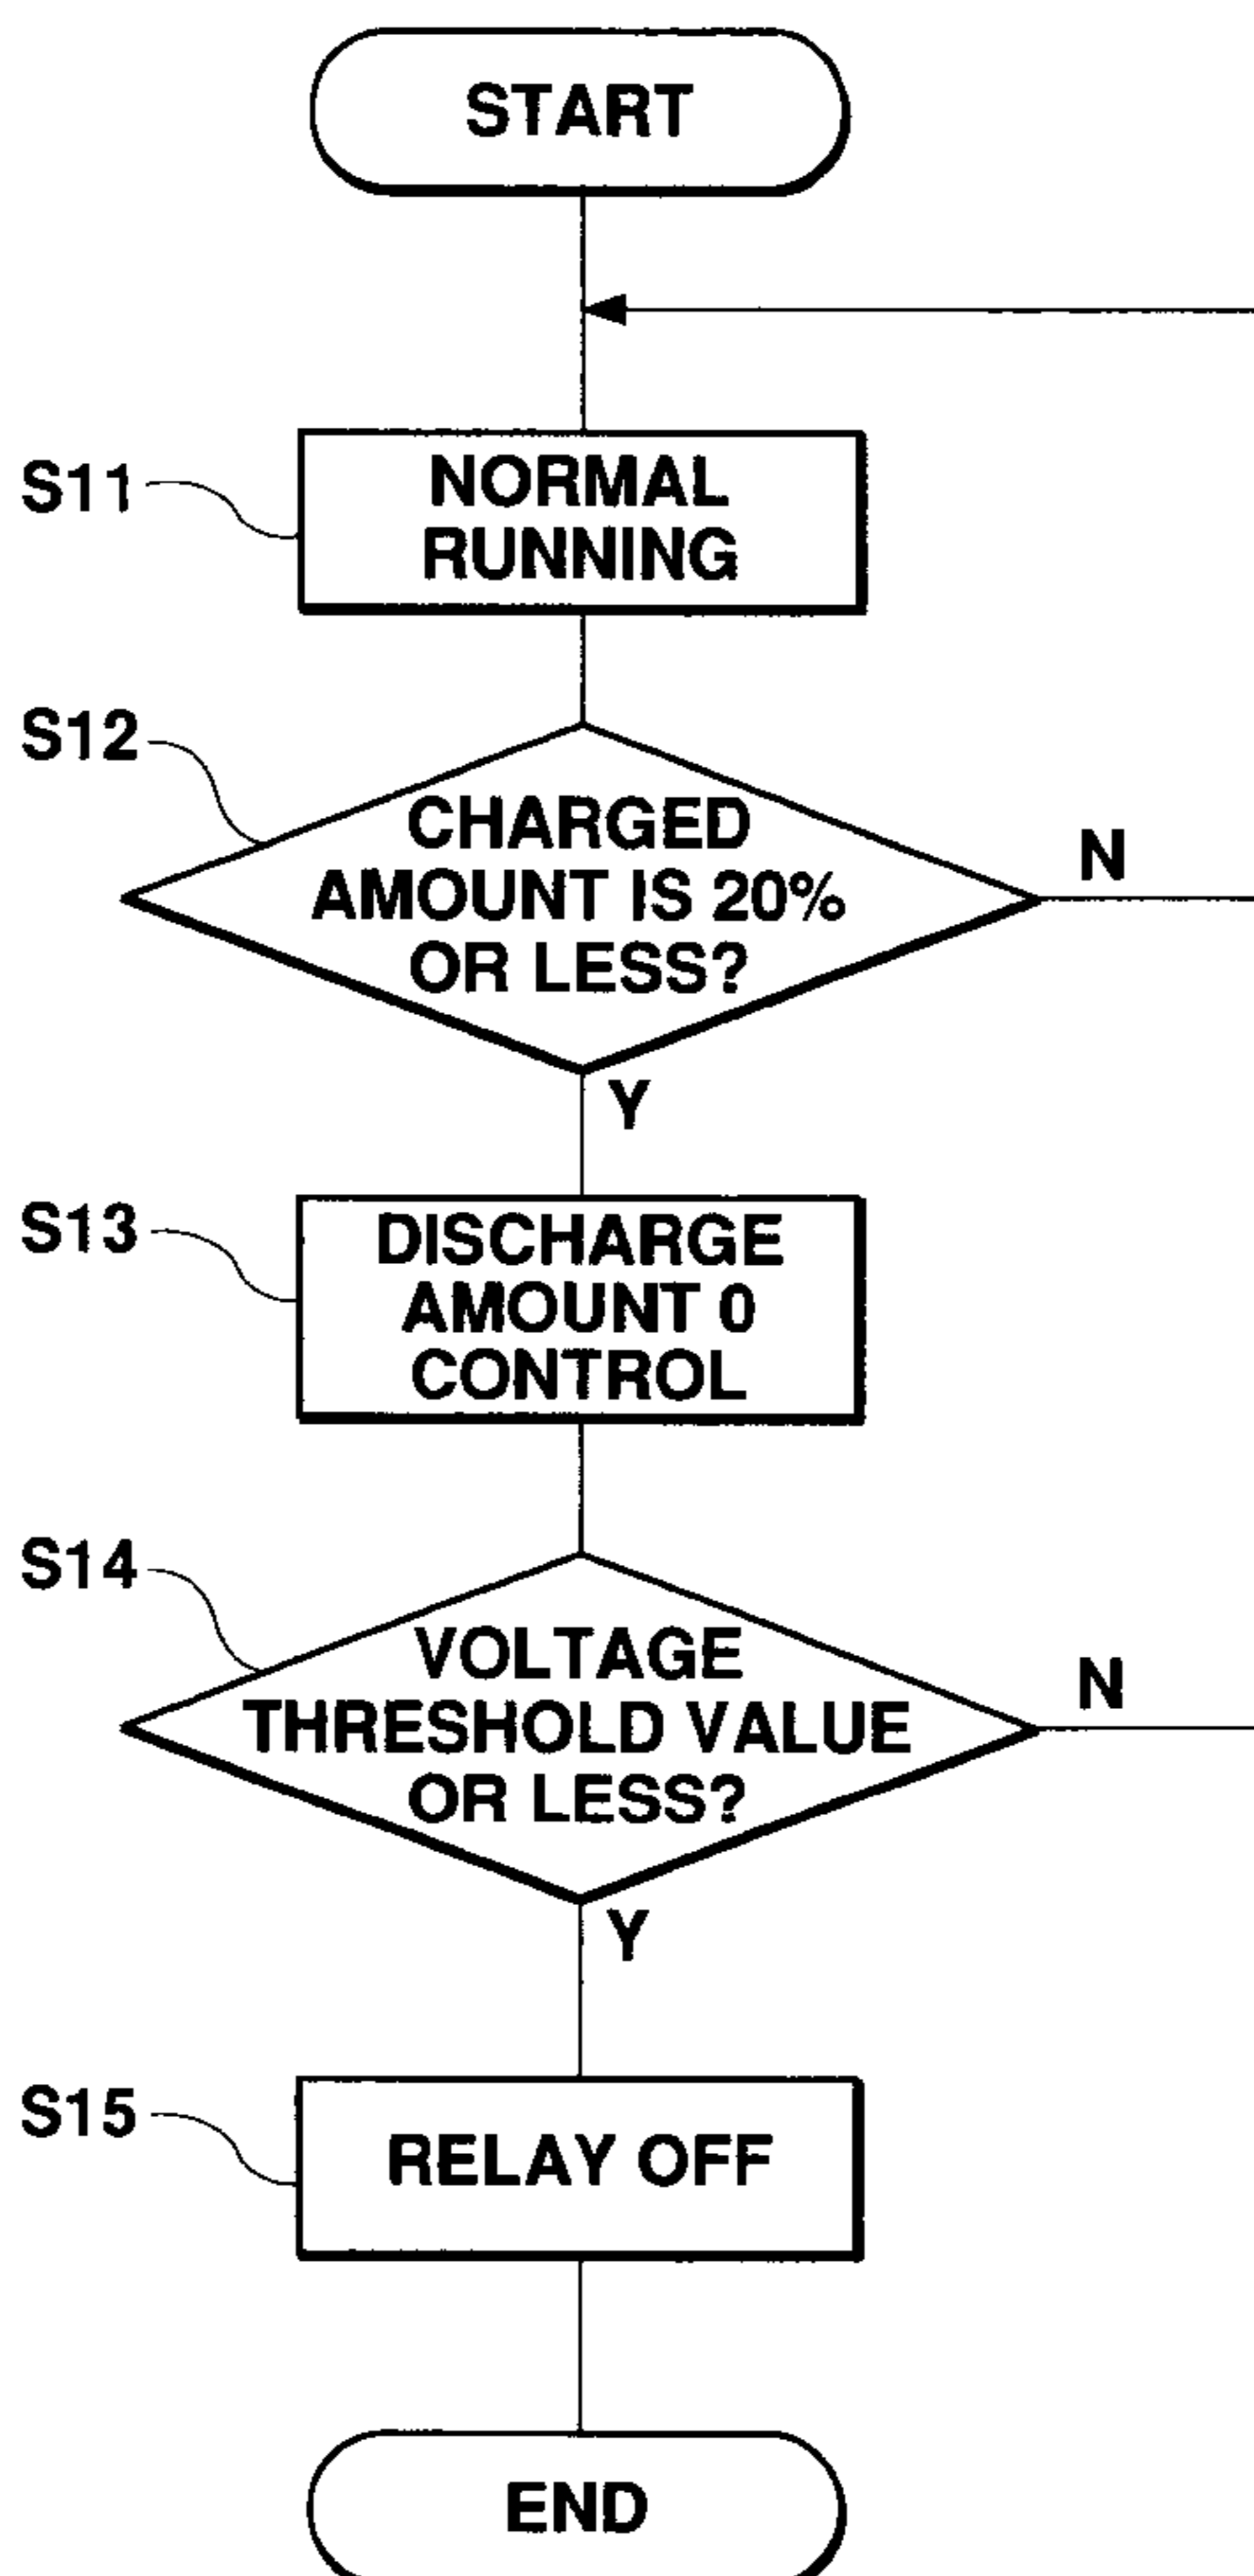 START
S11
NORMAL
RUNNING
S12
CHARGED
AMOUNT IS 20%
OR LESS?
N
Y
S13
DISCHARGE
AMOUNT 0
CONTROL
S14
VOLTAGE
THRESHOLD VALUE
OR LESS?
N
Y
S15
RELAY OFF
END